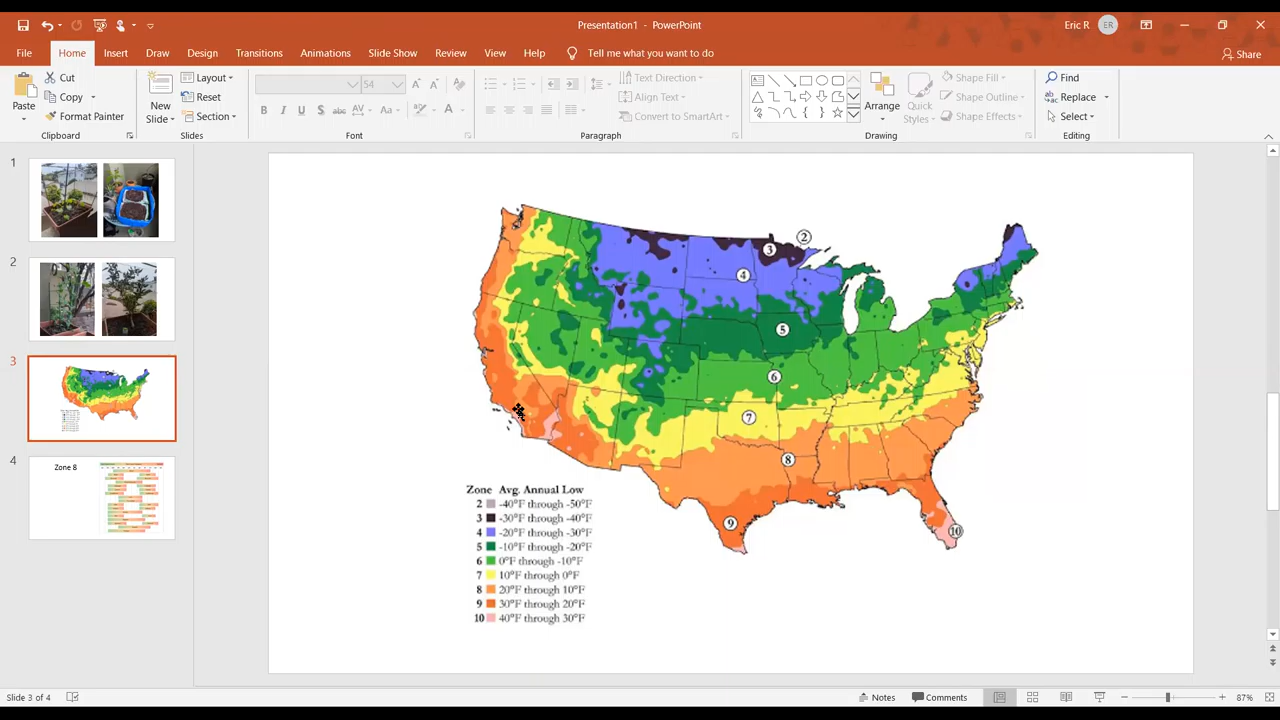 Presentation1 - PowerPoint
Eric R
ER
File Home Insert Draw Design Transitions Animations Slide Show Review View Help Tell me what you want to do
Share
Paste
Cut
Copy
Format Painter
Clipboard
New
Slide
Layout
Reset
Section
Slides
54
B I U S abc AV Aa A
Font
Text Direction
Align Text
Convert to SmartArt
Paragraph
Arrange
Quick
Styles
Shape Fill
Shape Outline
Shape Effects
Drawing
Find
Replace
Select
Editing
1
2
3
4
Zone 8
2
3
4
5
6
7
8
9
10
Zone Avg. Annual Low
2 -40°F through -50°F
3 -30°F through -40°F
4 -20°F through -30°F
5 -10°F through -20°F
6 0°F through -10°F
7 10°F through 0°F
8 20°F through 10°F
9 30°F through 20°F
10 40°F through 30°F
Slide 3 of 4
Notes
Comments
87%